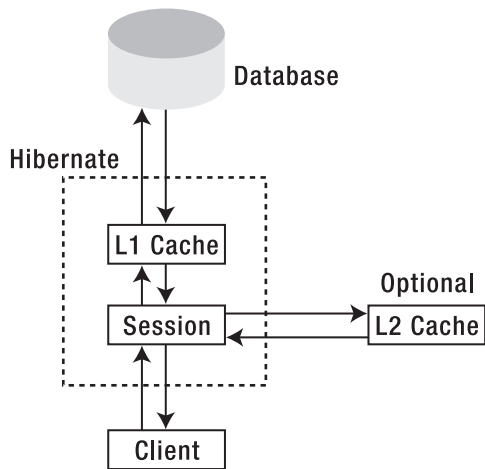 Database
Hibernate
L1 Cache
Optional
Session
L2 Cache
Client